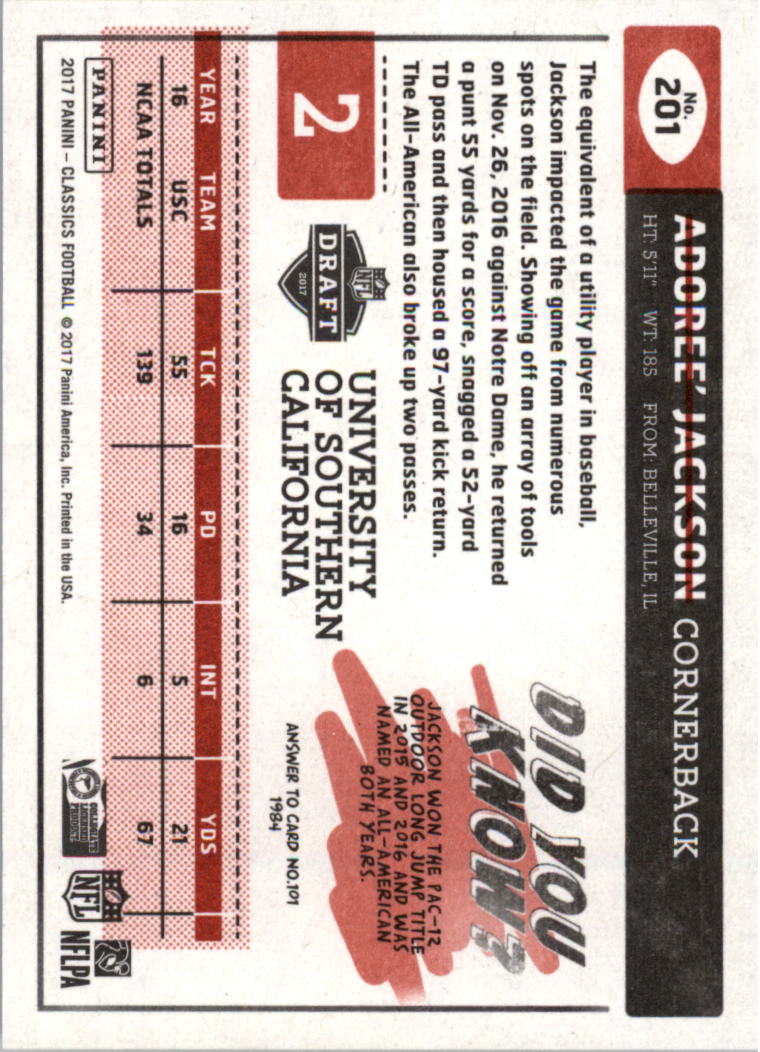 No.
201
ADOREE' JACKSON CORNERBACK
HT: 5'11" WT: 185 FROM: BELLEVILLE, IL
The equivalent of a utility player in baseball,
Jackson impacted the game from numerous
spots on the field. Showing off an array of tools
on Nov. 26, 2016 against Notre Dame, he returned
a punt 55 yards for a score, snagged a 52-yard
TD pass and then housed a 97-yard kick return.
The All-American also broke up two passes.
DID YOU
KNOW?
JACKSON WON THE PAC-12
OUTDOOR LONG JUMP TITLE
IN 2015 AND 2016 AND WAS
NAMED AN ALL-AMERICAN
BOTH YEARS.
ANSWER TO CARD NO.101
1984
2
NFL
DRAFT
2017
UNIVERSITY
OF SOUTHERN
CALIFORNIA
YEAR TEAM TCK PD INT YDS
16 USC 55 16 5 21
NCAA TOTALS 139 34 6 67
PANINI
2017 PANINI – CLASSICS FOOTBALL © 2017 Panini America, Inc. Printed in the USA.
COLLEGIATE
LICENSED
PRODUCT
NFL
NFLPA